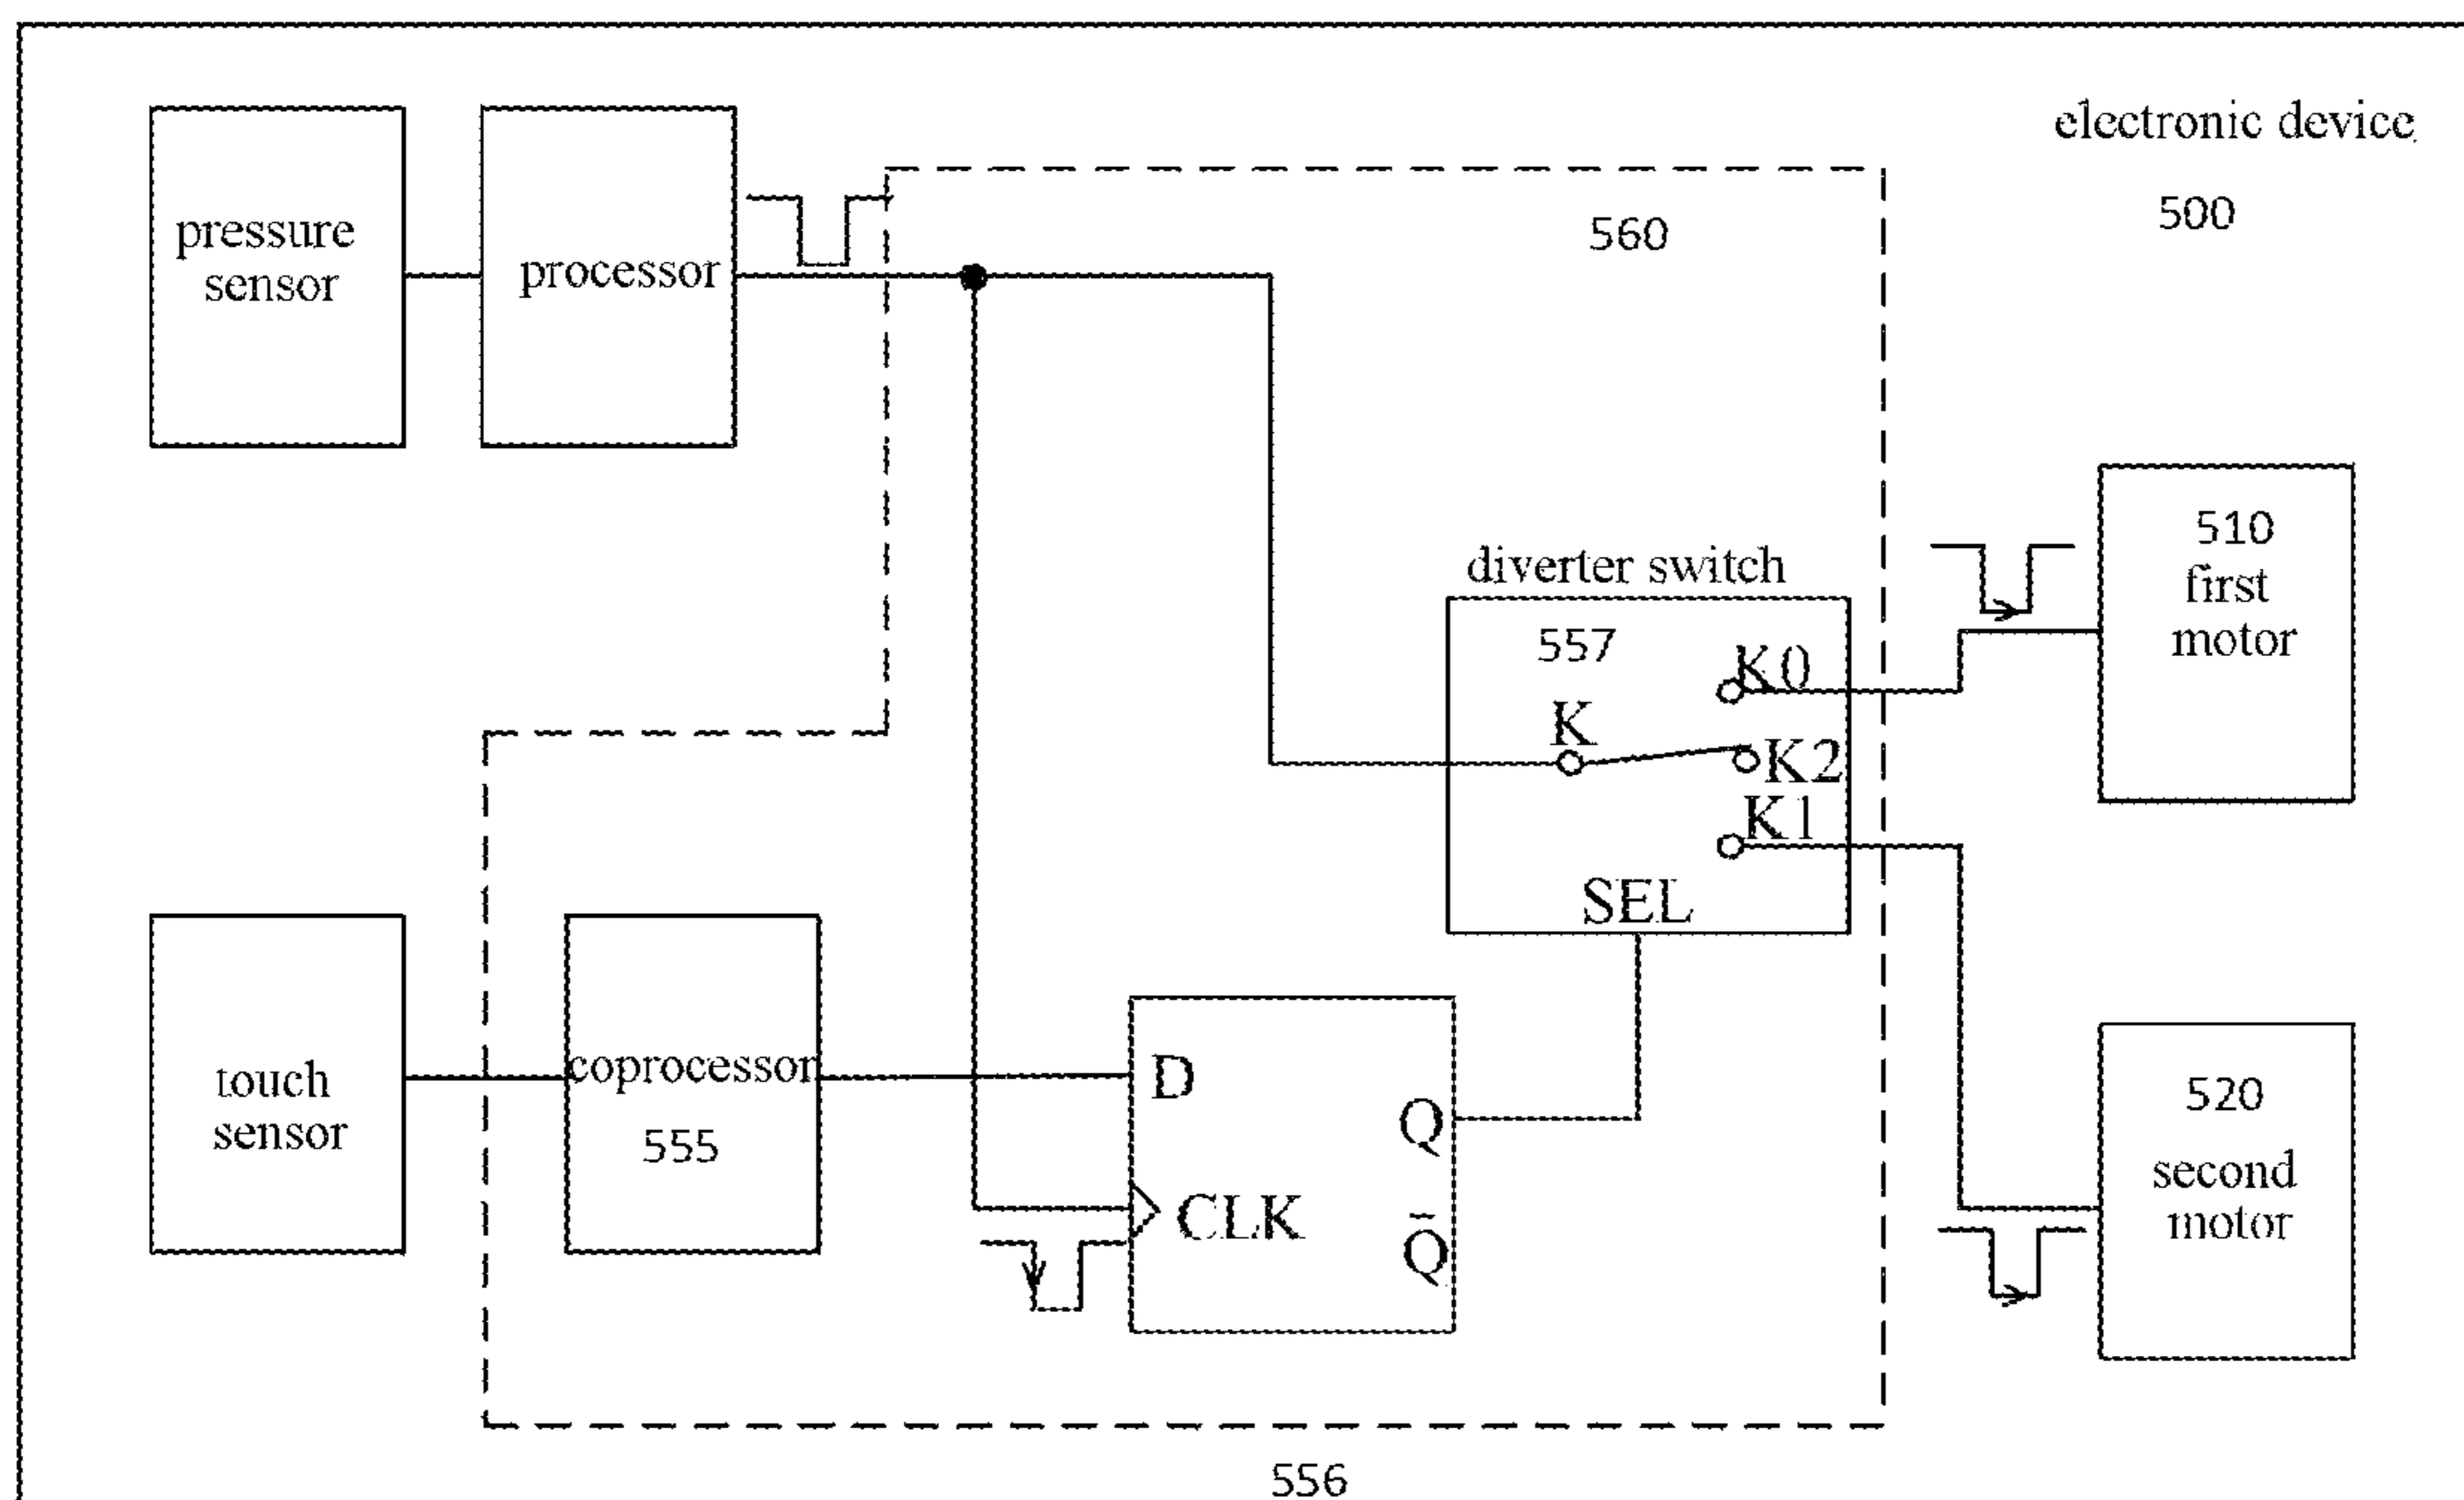 electronic device
500
pressure
sensor
processor
560
diverter switch
557
K0
K
K2
K1
SEL
510
first
motor
touch
sensor
coprocessor
555
D
Q
CLK
Q̄
520
second
motor
556